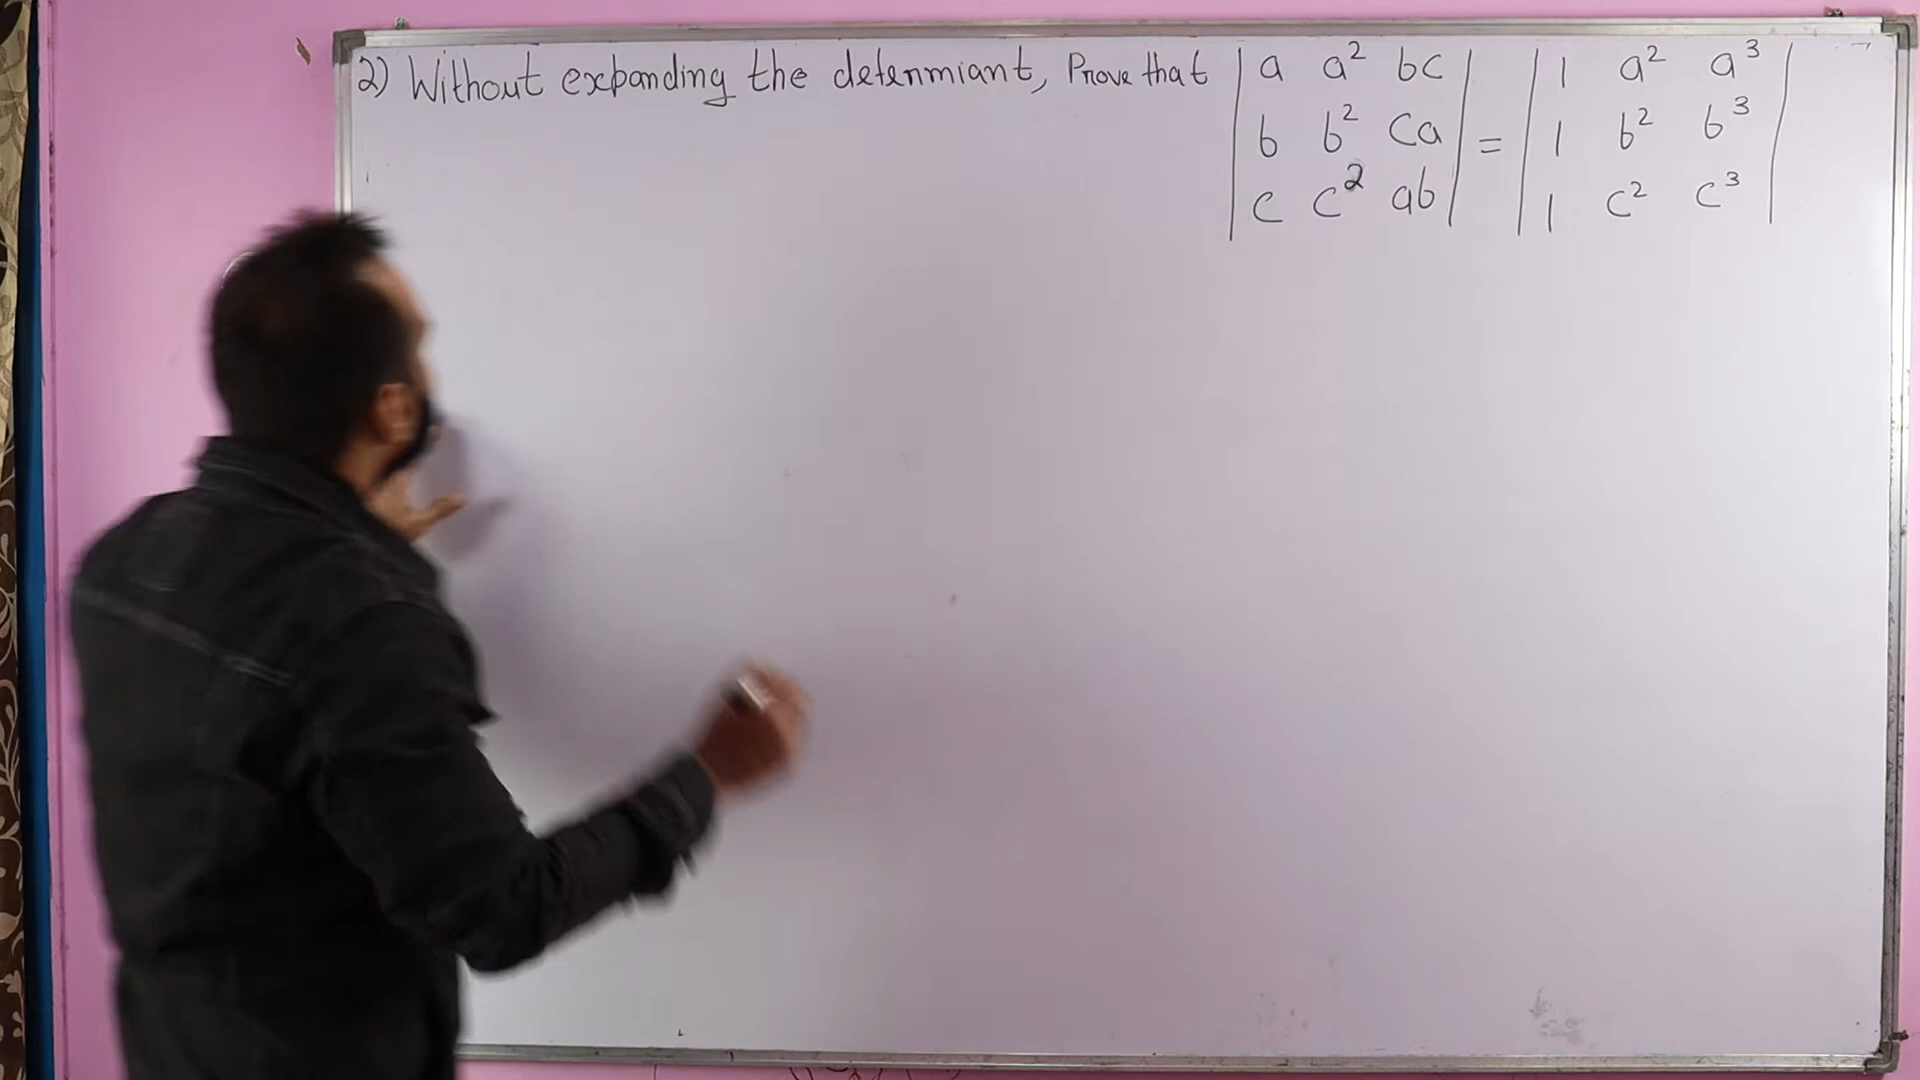 2) Without expanding the detenmiant, Prove that | a a² bc | = | 1 a² a³ |
| b b² ca | | 1 b² b³ |
| c c² ab | | 1 c² c³ |